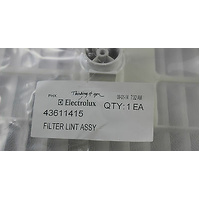 Thinking of you
Electrolux
43611415 QTY: 1 EA
FILTER LINT ASSY